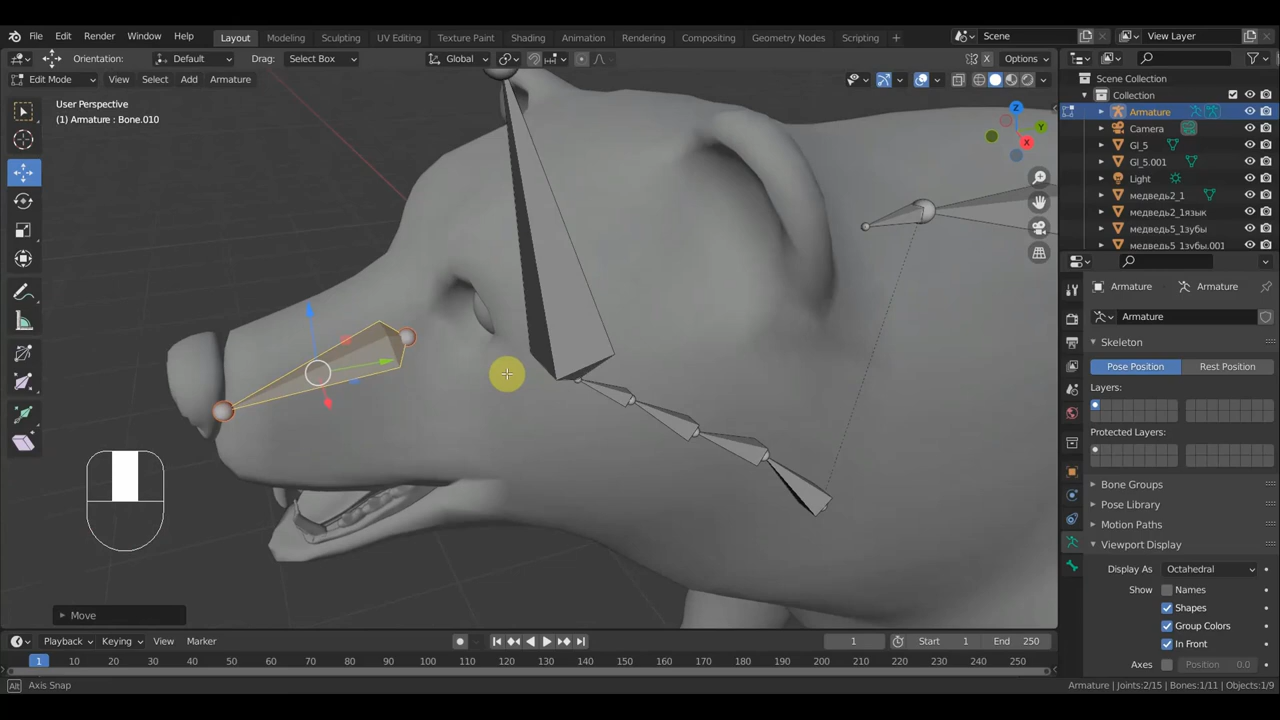 File Edit Render Window Help Layout Modeling Sculpting UV Editing Texture Paint Shading Animation Rendering Compositing Geometry Nodes Scripting + Scene View Layer
Orientation: Default Drag: Select Box Global X Options
Edit Mode View Select Add Armature
User Perspective
(1) Armature : Bone.010
Z
Y
X
Scene Collection
Collection
Armature
Camera
Gl_5
Gl_5.001
Light
медведь2_1
медведь2_1язык
медведь5_1зубы
медведь5_1зубы.001
Armature Armature
Armature
Skeleton
Pose Position Rest Position
Layers:
Protected Layers:
Bone Groups
Pose Library
Motion Paths
Viewport Display
Display As Octahedral
Show Names
Shapes
Group Colors
In Front
Axes Position 0.0
Move
Playback Keying View Marker 1 Start 1 End 250
1 10 20 30 40 50 60 70 80 90 100 110 120 130 140 150 160 170 180 190 200 210 220 230 240 250
Alt Axis Snap Armature | Joints:2/15 | Bones:1/11 | Objects:1/9